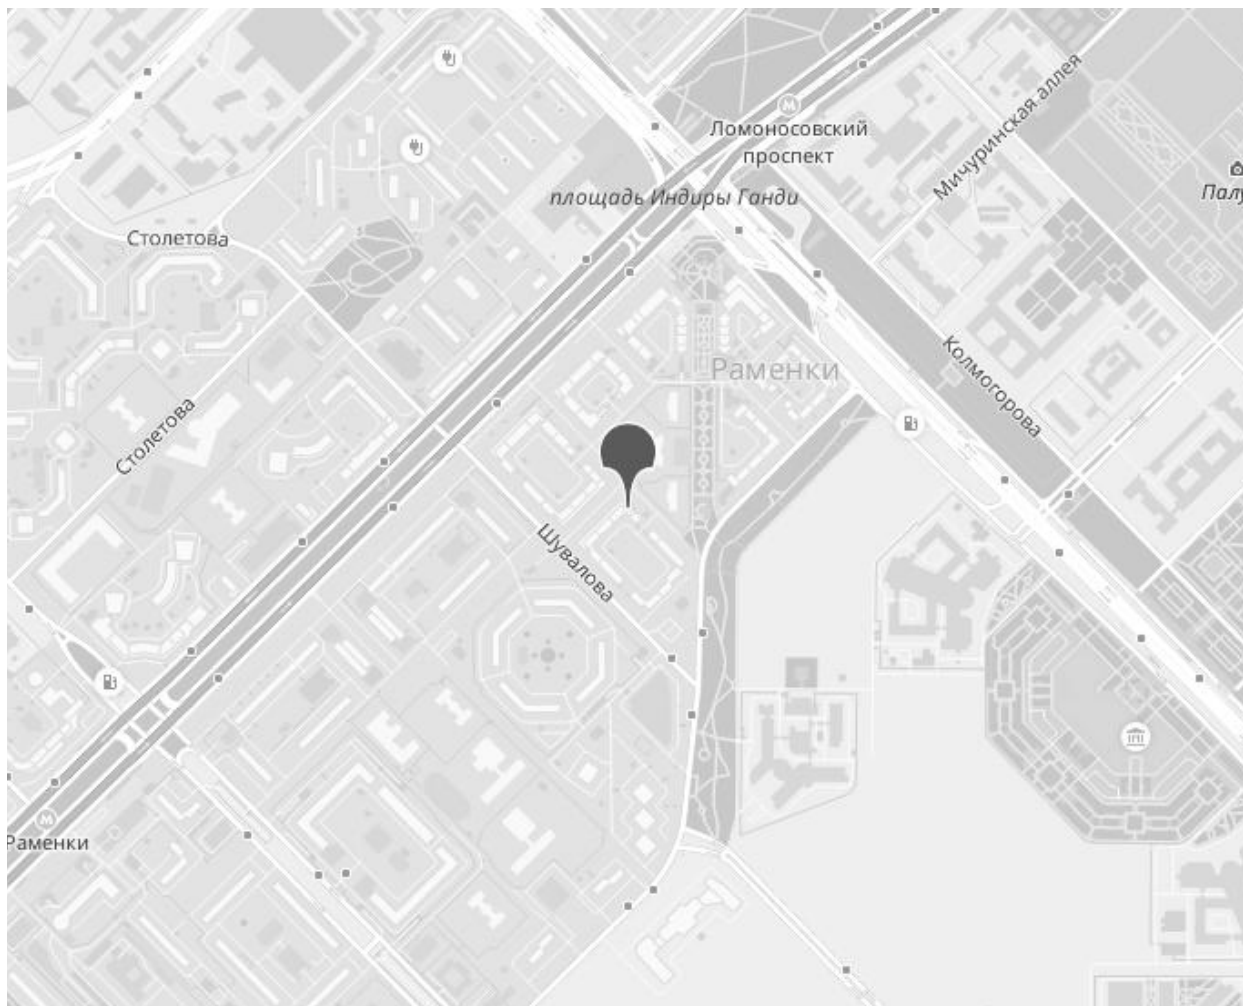 М
Ломоносовский
проспект
Мичуринская аллея
площадь Индиры Ганди
Палу
Столетова
Колмогорова
Раменки
Столетова
Шувалова
М
Раменки